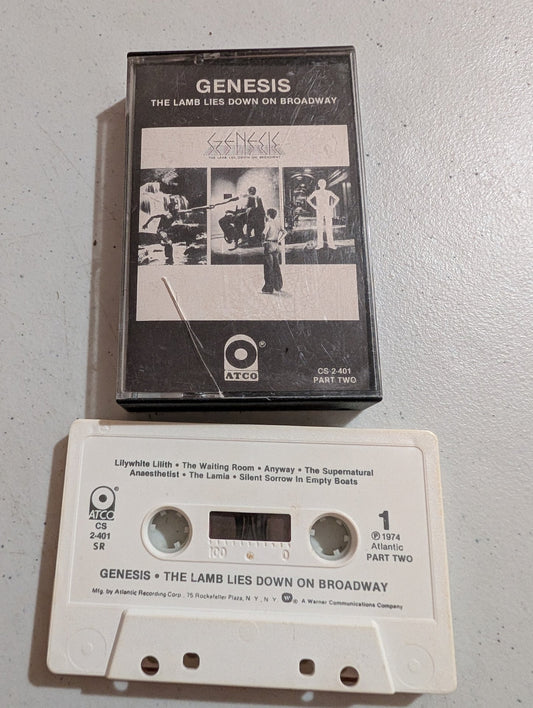 GENESIS
THE LAMB LIES DOWN ON BROADWAY
GENESIS
THE LAMB LIES DOWN ON BROADWAY
ATCO
®
CS 2-401
PART TWO
Lilywhite Lilith • The Waiting Room • Anyway • The Supernatural
Anaesthetist • The Lamia • Silent Sorrow In Empty Boats
®
ATCO
CS
2-401
SR
100 0
1
℗ 1974
Atlantic
PART TWO
GENESIS • THE LAMB LIES DOWN ON BROADWAY
Mfg. by Atlantic Recording Corp., 75 Rockefeller Plaza, N.Y., N.Y. W ® A Warner Communications Company